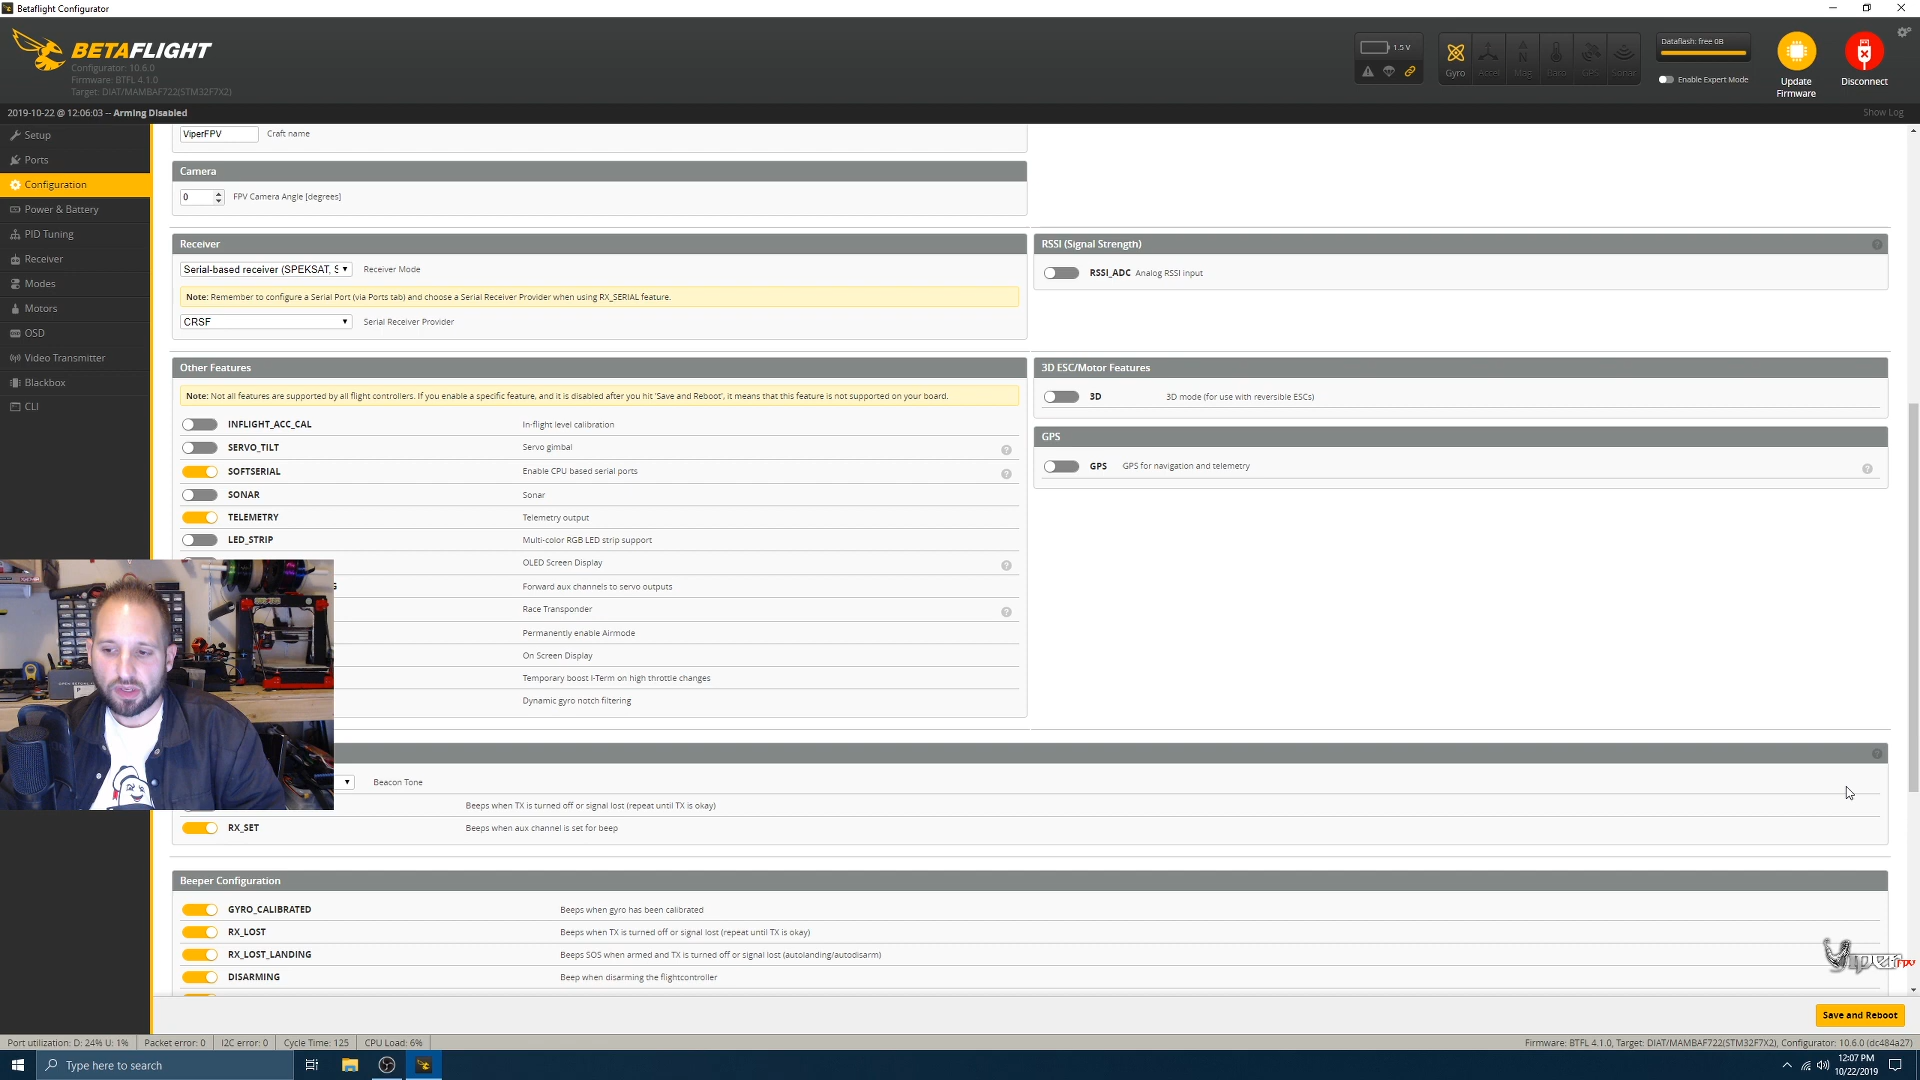 Betaflight Configurator
BETAFLIGHT
Configurator: 10.6.0
Firmware: BTFL 4.1.0
Target: DIAT/MAMBAF722(STM32F7X2)
1.5 V
Gyro
Accel
Mag
Baro
GPS
Sonar
Dataflash: free 0B
Enable Expert Mode
Update
Firmware
Disconnect
2019-10-22 @ 12:06:03 -- Arming Disabled
Show Log
Setup
Ports
Configuration
Power & Battery
PID Tuning
Receiver
Modes
Motors
OSD
Video Transmitter
Blackbox
CLI
ViperFPV Craft name
Camera
0 FPV Camera Angle [degrees]
Receiver
Serial-based receiver (SPEKSAT, S Receiver Mode
Note: Remember to configure a Serial Port (via Ports tab) and choose a Serial Receiver Provider when using RX_SERIAL feature.
CRSF Serial Receiver Provider
RSSI (Signal Strength)
RSSI_ADC Analog RSSI input
Other Features
Note: Not all features are supported by all flight controllers. If you enable a specific feature, and it is disabled after you hit 'Save and Reboot', it means that this feature is not supported on your board.
INFLIGHT_ACC_CAL In-flight level calibration
SERVO_TILT Servo gimbal
SOFTSERIAL Enable CPU based serial ports
SONAR Sonar
TELEMETRY Telemetry output
LED_STRIP Multi-color RGB LED strip support
OLED Screen Display
G Forward aux channels to servo outputs
Race Transponder
Permanently enable Airmode
On Screen Display
Temporary boost I-Term on high throttle changes
Dynamic gyro notch filtering
3D ESC/Motor Features
3D 3D mode (for use with reversible ESCs)
GPS
GPS GPS for navigation and telemetry
Beacon Tone
Beeps when TX is turned off or signal lost (repeat until TX is okay)
RX_SET Beeps when aux channel is set for beep
Beeper Configuration
GYRO_CALIBRATED Beeps when gyro has been calibrated
RX_LOST Beeps when TX is turned off or signal lost (repeat until TX is okay)
RX_LOST_LANDING Beeps SOS when armed and TX is turned off or signal lost (autolanding/autodisarm)
DISARMING Beep when disarming the flightcontroller
Viper FPV
Save and Reboot
Port utilization: D: 24% U: 1% Packet error: 0 I2C error: 0 Cycle Time: 125 CPU Load: 6%
Firmware: BTFL 4.1.0, Target: DIAT/MAMBAF722(STM32F7X2), Configurator: 10.6.0 (dc484a27)
Type here to search
12:07 PM
10/22/2019